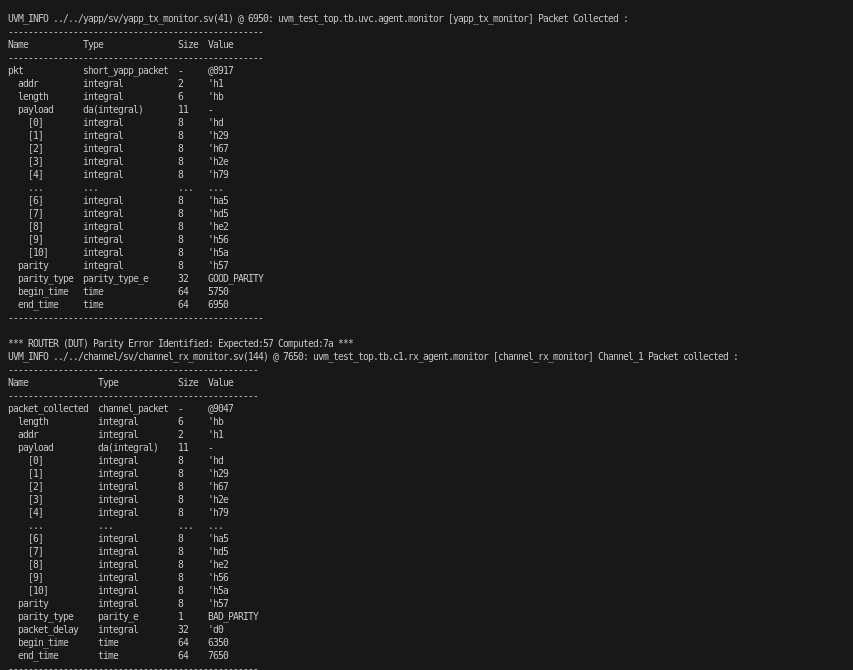 UVM_INFO ../../yapp/sv/yapp_tx_monitor.sv(41) @ 6950: uvm_test_top.tb.uvc.agent.monitor [yapp_tx_monitor] Packet Collected :
---------------------------------------------------
Name           Type               Size  Value
---------------------------------------------------
pkt            short_yapp_packet  -     @8917
  addr         integral           2     'h1
  length       integral           6     'hb
  payload      da(integral)       11    -
    [0]        integral           8     'hd
    [1]        integral           8     'h29
    [2]        integral           8     'h67
    [3]        integral           8     'h2e
    [4]        integral           8     'h79
    ...        ...                ...   ...
    [6]        integral           8     'ha5
    [7]        integral           8     'hd5
    [8]        integral           8     'he2
    [9]        integral           8     'h56
    [10]       integral           8     'h5a
  parity       integral           8     'h57
  parity_type  parity_type_e      32    GOOD_PARITY
  begin_time   time               64    5750
  end_time     time               64    6950
---------------------------------------------------
*** ROUTER (DUT) Parity Error Identified: Expected:57 Computed:7a ***
UVM_INFO ../../channel/sv/channel_rx_monitor.sv(144) @ 7650: uvm_test_top.tb.c1.rx_agent.monitor [channel_rx_monitor] Channel_1 Packet collected :
--------------------------------------------------
Name              Type            Size  Value
--------------------------------------------------
packet_collected  channel_packet  -     @9047
  length          integral        6     'hb
  addr            integral        2     'h1
  payload         da(integral)    11    -
    [0]           integral        8     'hd
    [1]           integral        8     'h29
    [2]           integral        8     'h67
    [3]           integral        8     'h2e
    [4]           integral        8     'h79
    ...           ...             ...   ...
    [6]           integral        8     'ha5
    [7]           integral        8     'hd5
    [8]           integral        8     'he2
    [9]           integral        8     'h56
    [10]          integral        8     'h5a
  parity          integral        8     'h57
  parity_type     parity_e        1     BAD_PARITY
  packet_delay    integral        32    'd0
  begin_time      time            64    6350
  end_time        time            64    7650
--------------------------------------------------